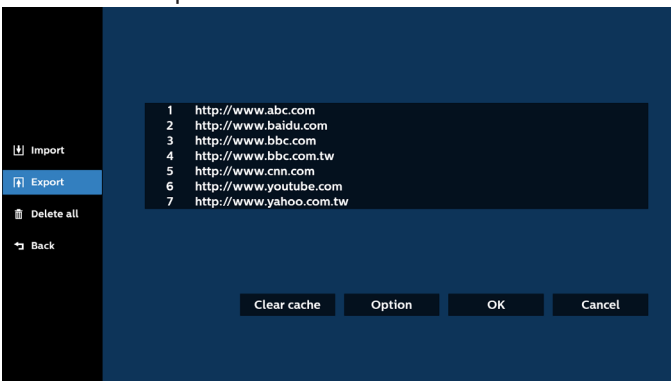 Import
Export
Delete all
Back
1 http://www.abc.com
2 http://www.baidu.com
3 http://www.bbc.com
4 http://www.bbc.com.tw
5 http://www.cnn.com
6 http://www.youtube.com
7 http://www.yahoo.com.tw
Clear cache Option OK Cancel